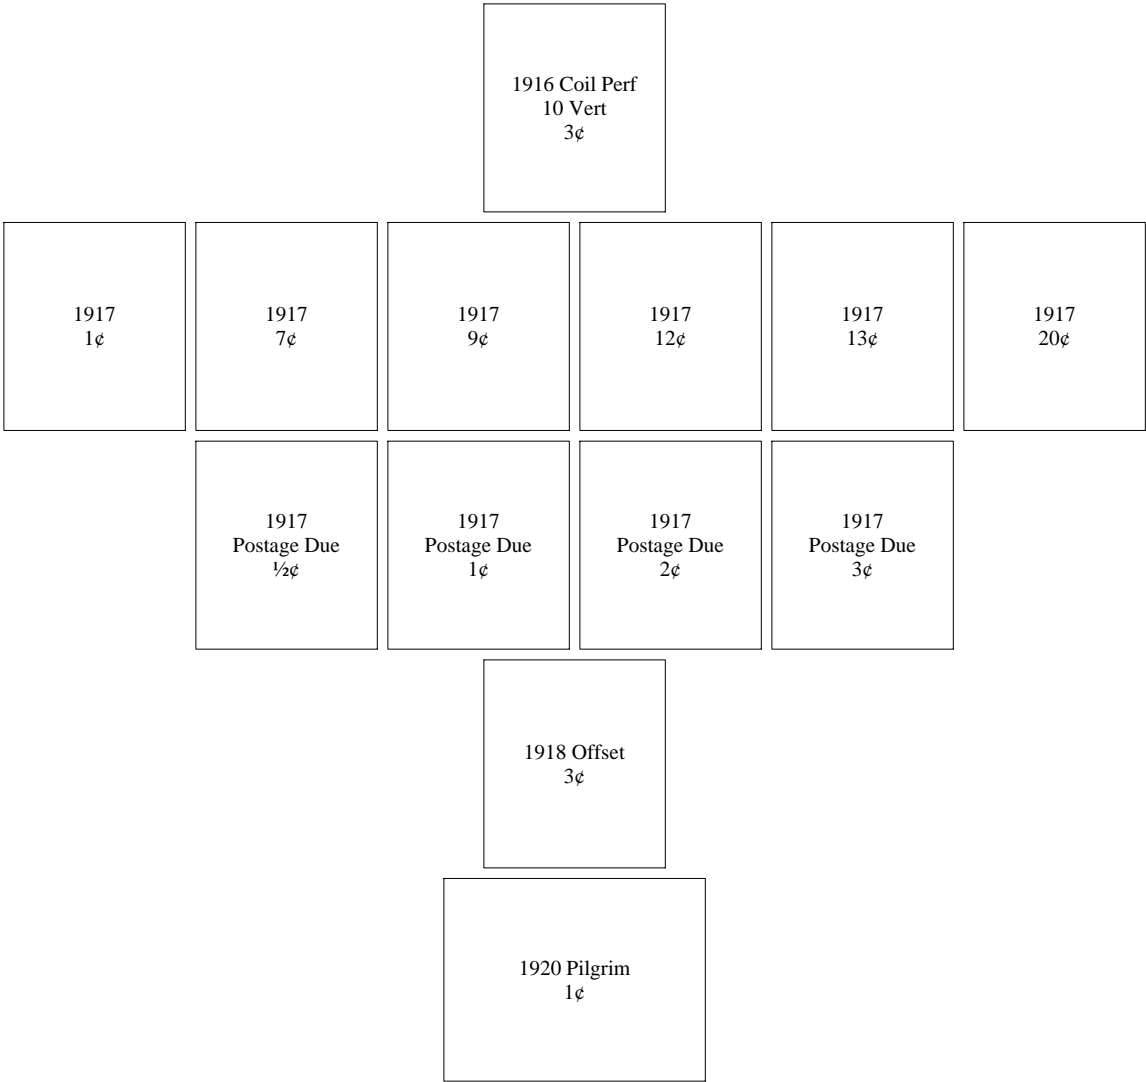 1916 Coil Perf
10 Vert
3¢
1917
1¢
1917
7¢
1917
9¢
1917
12¢
1917
13¢
1917
20¢
1917
Postage Due
½¢
1917
Postage Due
1¢
1917
Postage Due
2¢
1917
Postage Due
3¢
1918 Offset
3¢
1920 Pilgrim
1¢